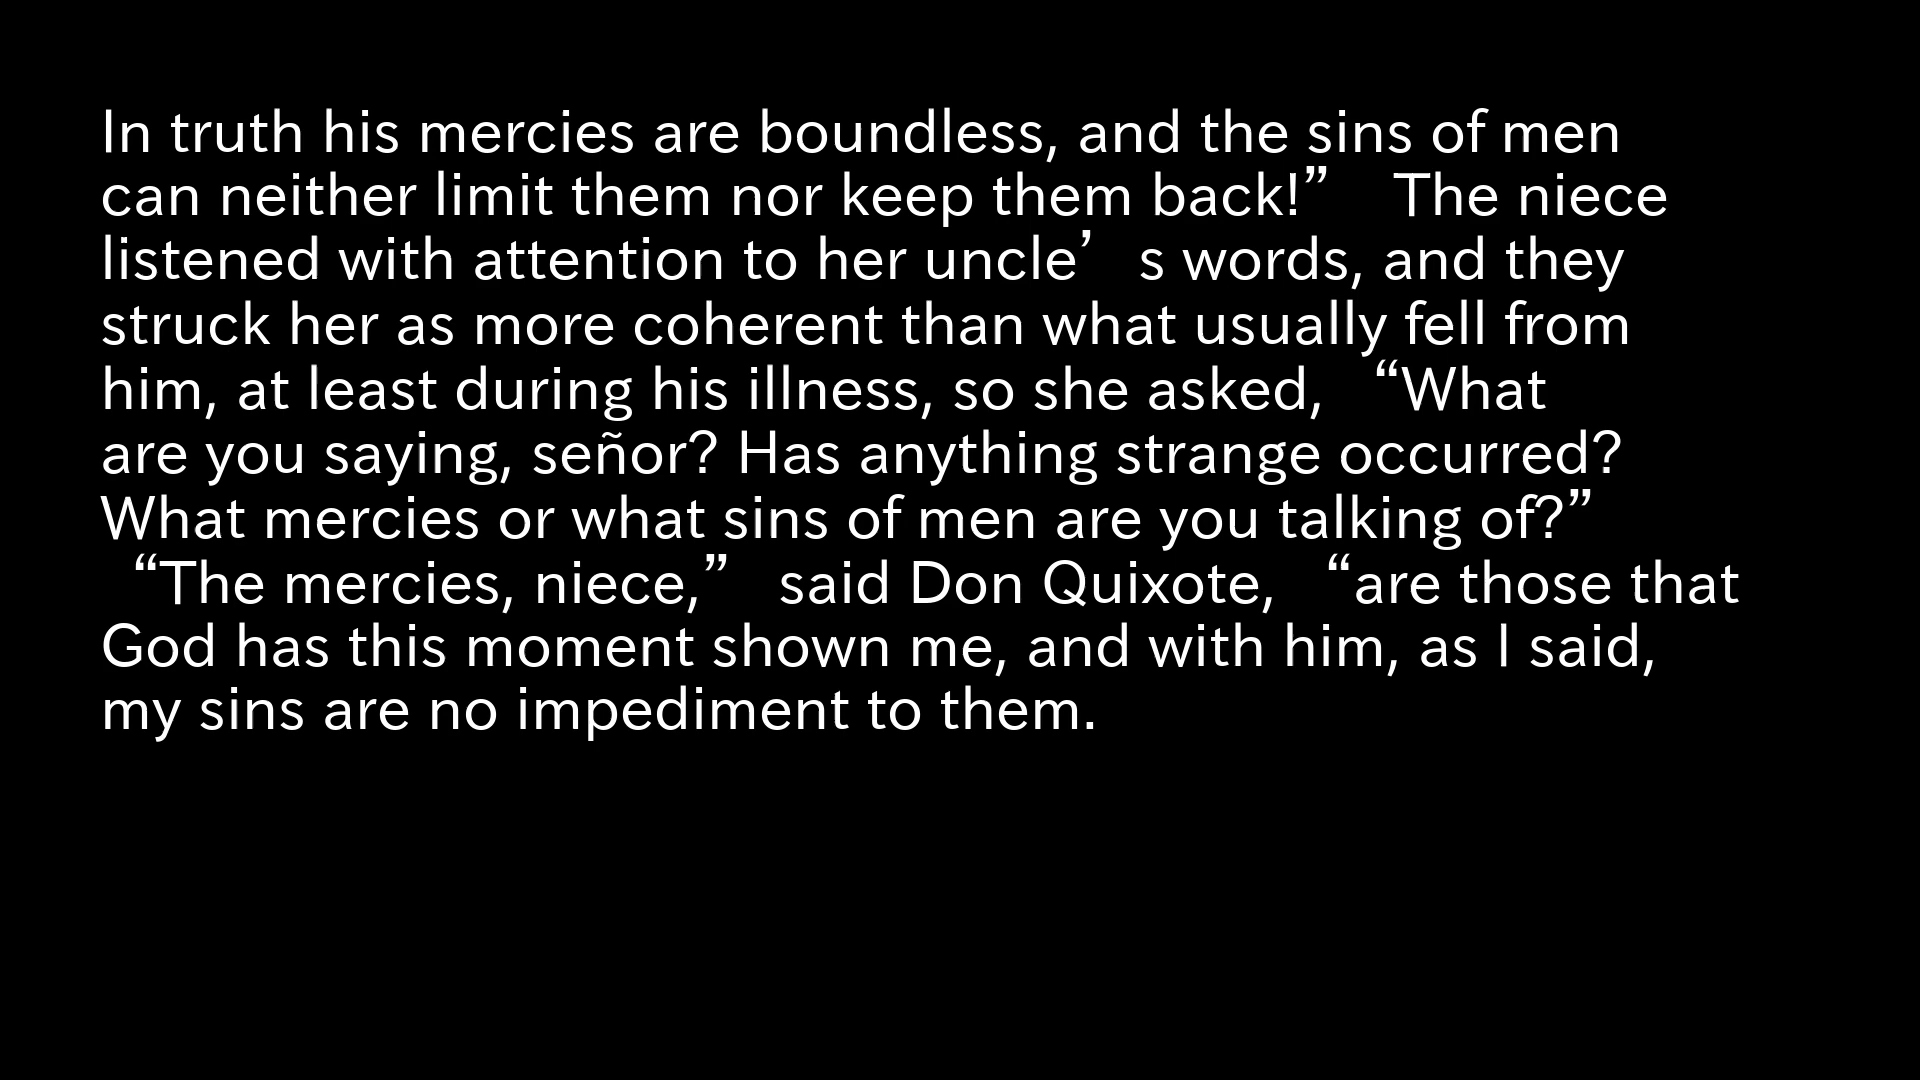 In truth his mercies are boundless, and the sins of men
can neither limit them nor keep them back!” The niece
listened with attention to her uncle’s words, and they
struck her as more coherent than what usually fell from
him, at least during his illness, so she asked, “What
are you saying, señor? Has anything strange occurred?
What mercies or what sins of men are you talking of?”
“The mercies, niece,” said Don Quixote, “are those that
God has this moment shown me, and with him, as I said,
my sins are no impediment to them.